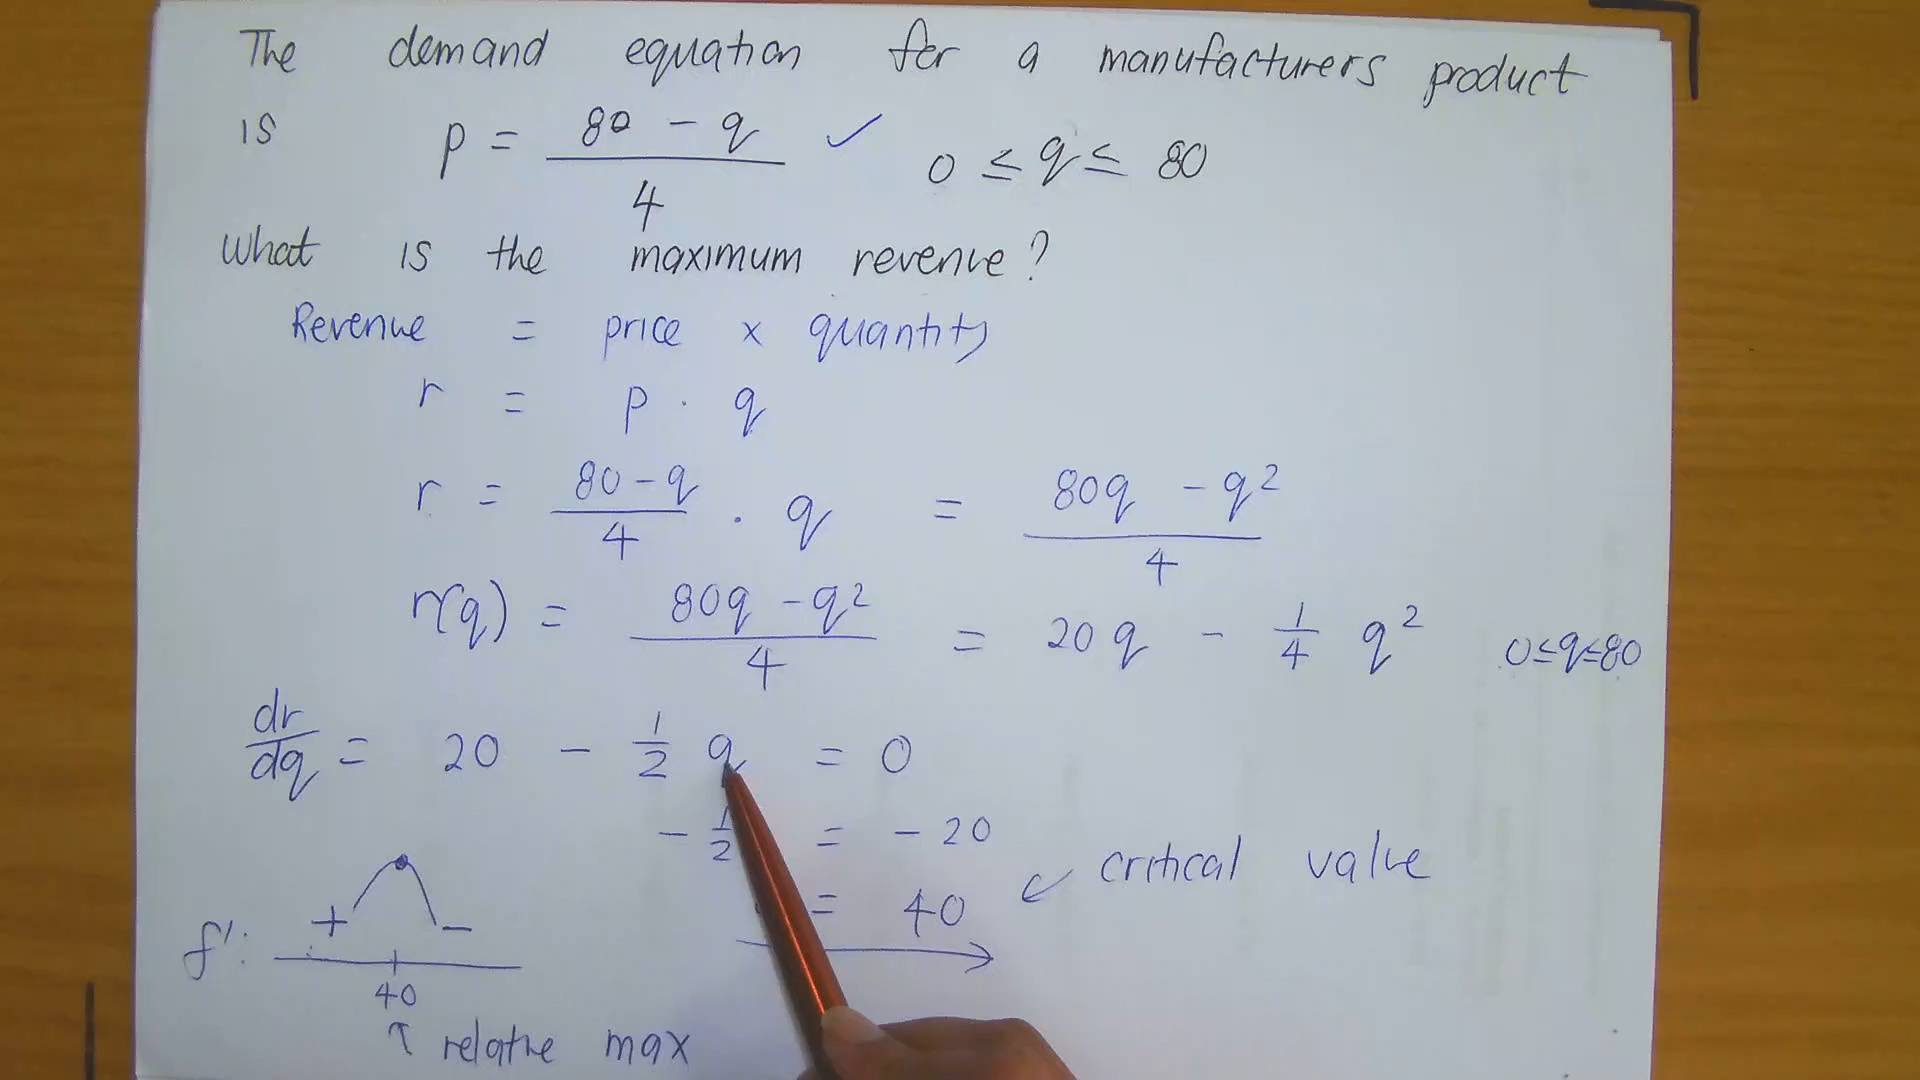 The demand equation for a manufacturers product
is p = (80 - q)/4 ✓ 0 ≤ q ≤ 80
What is the maximum revenue?
Revenue = price x quantity
r = p · q
r = (80 - q)/4 · q = (80q - q²)/4
r(q) = (80q - q²)/4 = 20q - 1/4 q² 0≤q≤80
dr/dq = 20 - 1/2 q = 0
- 1/2 = - 20
= 40 critical value
f': + -
40
↑ relative max